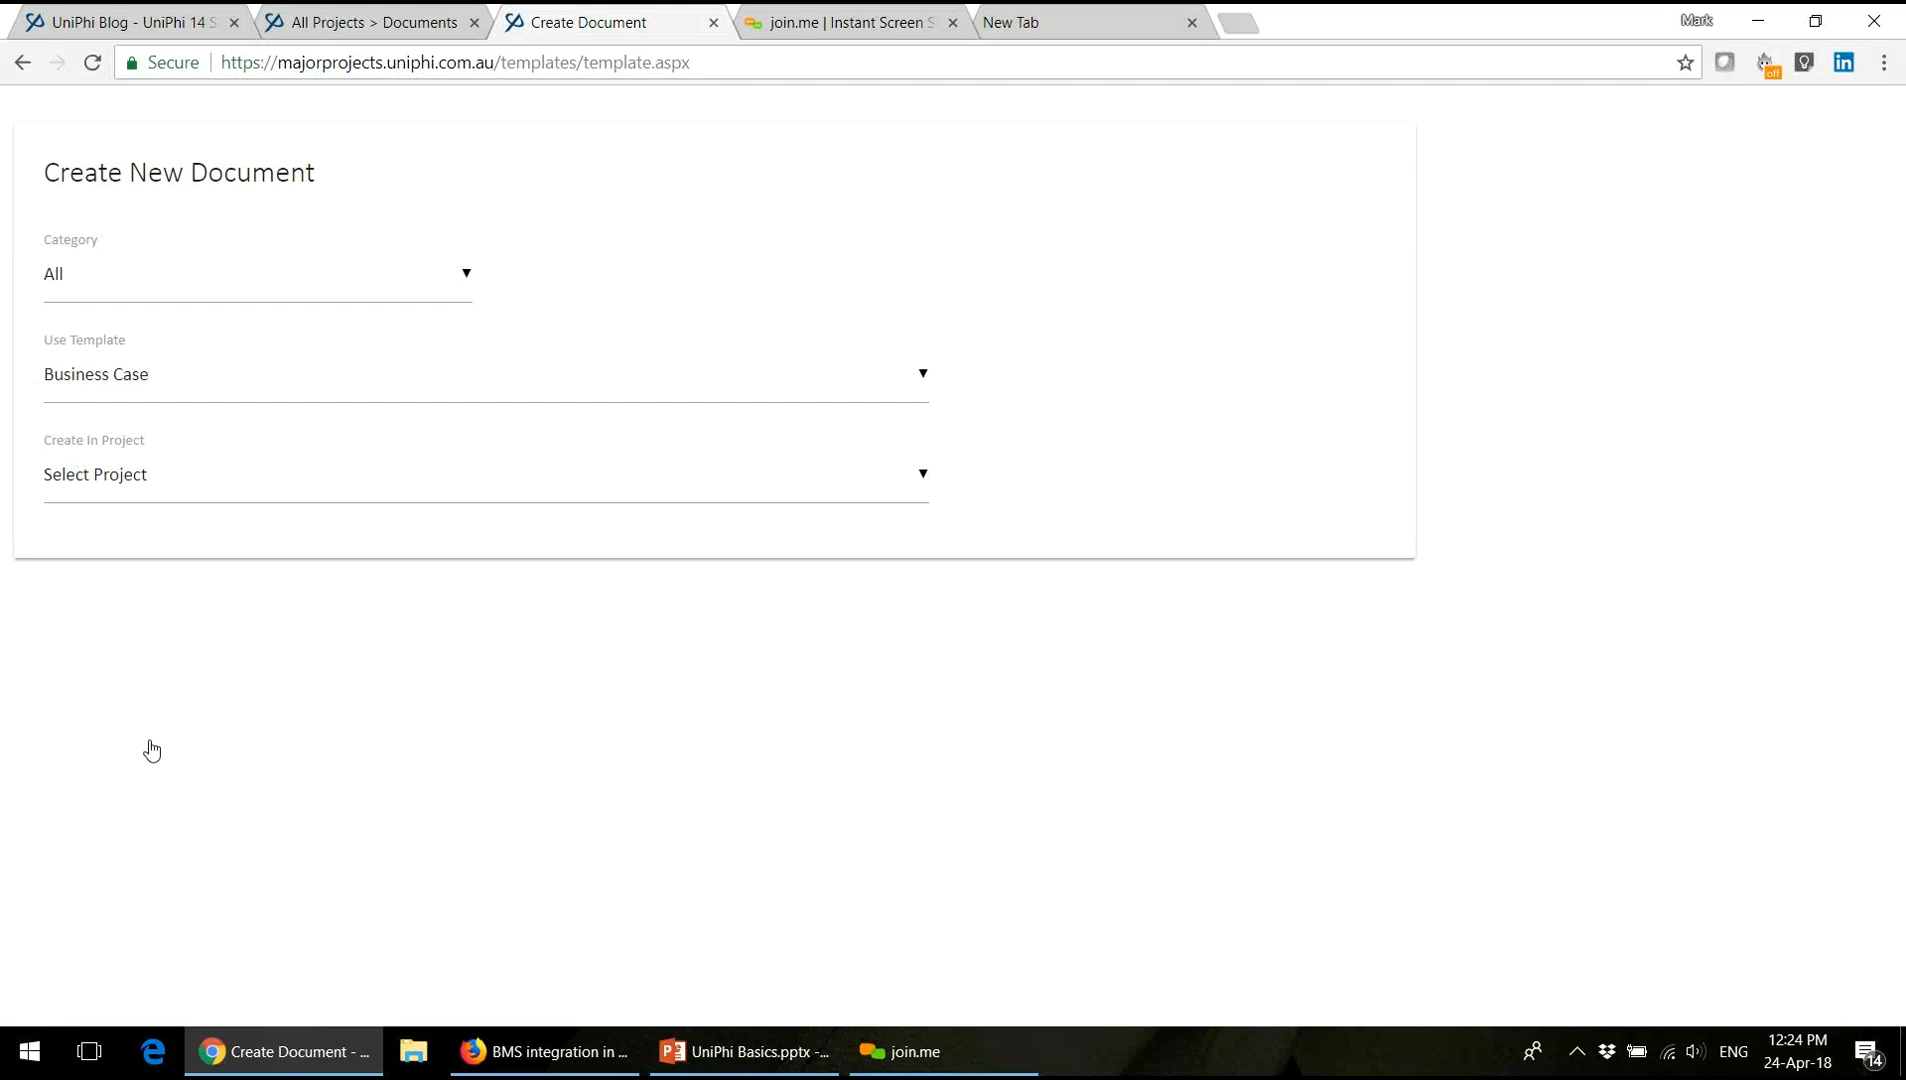 UniPhi Blog - UniPhi 14 S
All Projects > Documents
Create Document
join.me | Instant Screen S
New Tab
Mark
Secure
https://majorprojects.uniphi.com.au/templates/template.aspx
off
in
Create New Document
Category
All
Use Template
Business Case
Create In Project
Select Project
Create Document - ...
BMS integration in ...
UniPhi Basics.pptx -...
join.me
ENG
12:24 PM
24-Apr-18
14